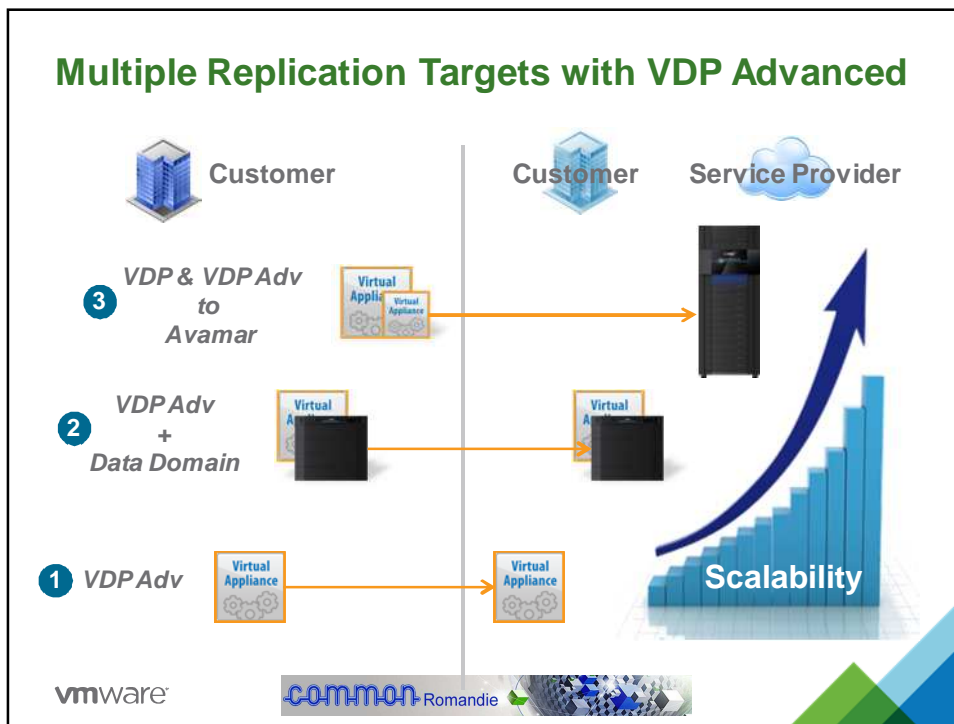 Multiple Replication Targets with VDP Advanced
Customer
Customer
Service Provider
3
VDP & VDP Adv
to
Avamar
Virtual
Appliance
Virtual
Appliance
2
VDP Adv
+
Data Domain
Virtual
Virtual
1
VDP Adv
Virtual
Appliance
Virtual
Appliance
Scalability
vmware
common Romandie